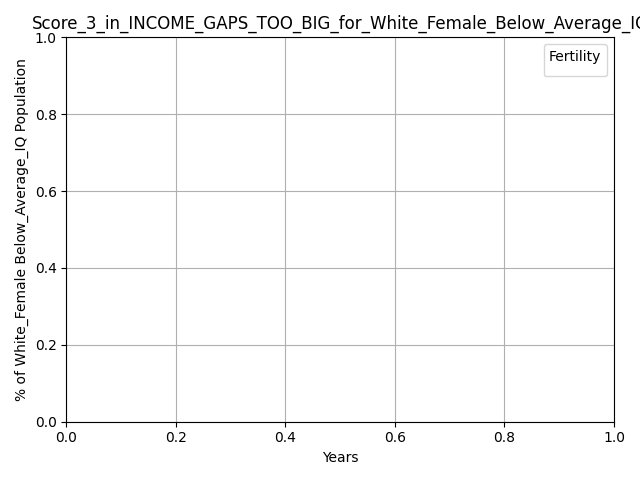 Score_3_in_INCOME_GAPS_TOO_BIG_for_White_Female_Below_Average_IQ
Fertility
% of White_Female Below_Average_IQ Population
1.0
0.8
0.6
0.4
0.2
0.0
0.0 0.2 0.4 0.6 0.8 1.0
Years